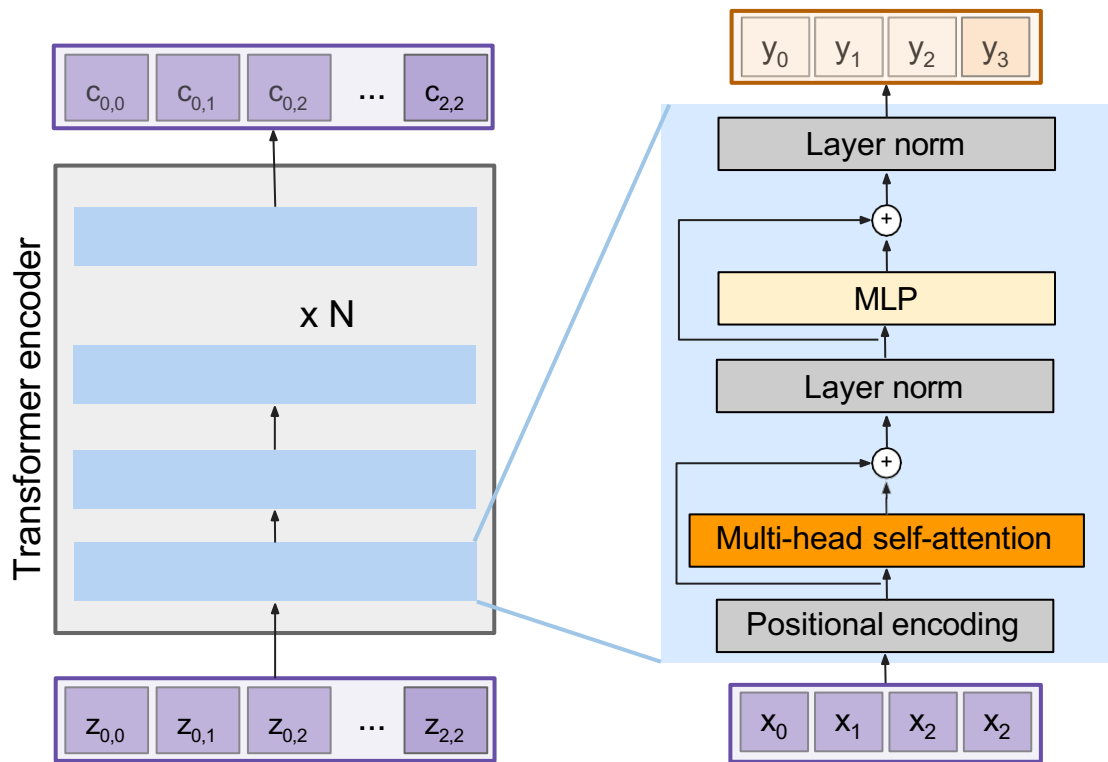 c0,0 c0,1 c0,2 ... c2,2
Transformer encoder
x N
z0,0 z0,1 z0,2 ... z2,2
y0 y1 y2 y3
Layer norm
+
MLP
Layer norm
+
Multi-head self-attention
Positional encoding
x0 x1 x2 x2